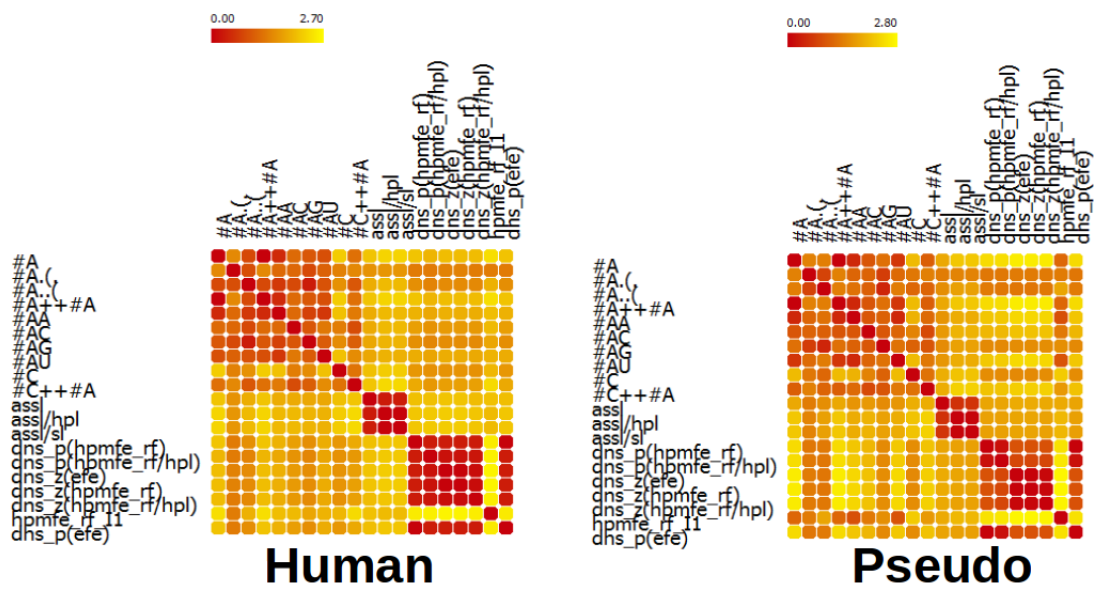 0.00 2.70
#A
#A.(
#A..(
#A++#A
#AA
#AC
#AG
#AU
#C
#C++#A
assl
assl/hpl
assl/sl
dns_p(hpmfe_rf)
dns_p(hpmfe_rf/hpl)
dns_z(efe)
dns_z(hpmfe_rf)
dns_z(hpmfe_rf/hpl)
hpmfe_rf_I1
dns_p(efe)
#A
#A.(
#A..(
#A++#A
#AA
#AC
#AG
#AU
#C
#C++#A
assl
assl/hpl
assl/sl
dns_p(hpmfe_rf)
dns_p(hpmfe_rf/hpl)
dns_z(efe)
dns_z(hpmfe_rf)
dns_z(hpmfe_rf/hpl)
hpmfe_rf_I1
dns_p(efe)
Human
0.00 2.80
#A
#A.(
#A..(
#A++#A
#AA
#AC
#AG
#AU
#C
#C++#A
assl
assl/hpl
assl/sl
dns_p(hpmfe_rf)
dns_p(hpmfe_rf/hpl)
dns_z(efe)
dns_z(hpmfe_rf)
dns_z(hpmfe_rf/hpl)
hpmfe_rf_I1
dns_p(efe)
#A
#A.(
#A..(
#A++#A
#AA
#AC
#AG
#AU
#C
#C++#A
assl
assl/hpl
assl/sl
dns_p(hpmfe_rf)
dns_p(hpmfe_rf/hpl)
dns_z(efe)
dns_z(hpmfe_rf)
dns_z(hpmfe_rf/hpl)
hpmfe_rf_I1
dns_p(efe)
Pseudo